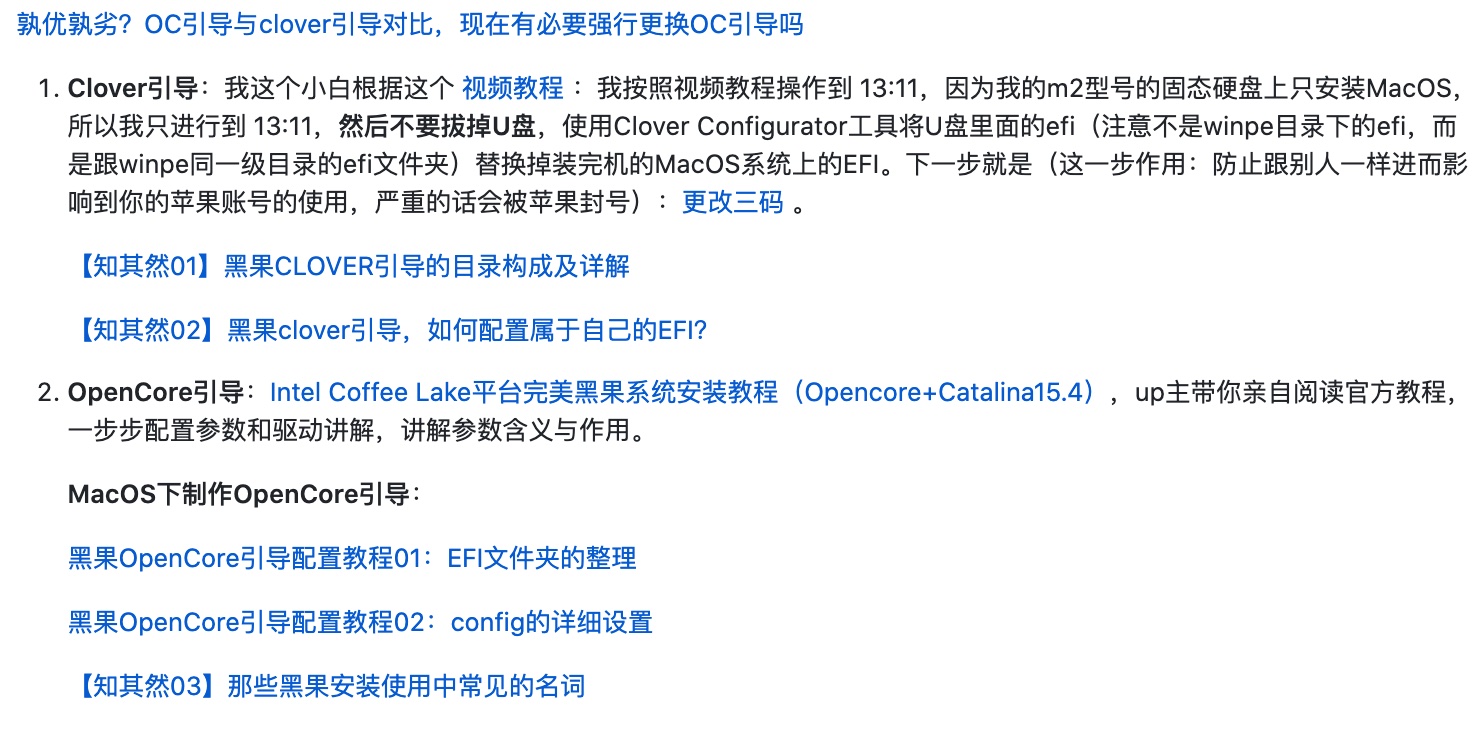 孰优孰劣？OC引导与clover引导对比，现在有必要强行更换OC引导吗
1. Clover引导：我这个小白根据这个 视频教程 ：我按照视频教程操作到 13:11，因为我的m2型号的固态硬盘上只安装MacOS，
所以我只进行到 13:11，然后不要拔掉U盘，使用Clover Configurator工具将U盘里面的efi（注意不是winpe目录下的efi，而
是跟winpe同一级目录的efi文件夹）替换掉装完机的MacOS系统上的EFI。下一步就是（这一步作用：防止跟别人一样进而影
响到你的苹果账号的使用，严重的话会被苹果封号）：更改三码 。
【知其然01】黑果CLOVER引导的目录构成及详解
【知其然02】黑果clover引导，如何配置属于自己的EFI?
2. OpenCore引导：Intel Coffee Lake平台完美黑果系统安装教程（Opencore+Catalina15.4），up主带你亲自阅读官方教程，
一步步配置参数和驱动讲解，讲解参数含义与作用。
MacOS下制作OpenCore引导：
黑果OpenCore引导配置教程01：EFI文件夹的整理
黑果OpenCore引导配置教程02：config的详细设置
【知其然03】那些黑果安装使用中常见的名词